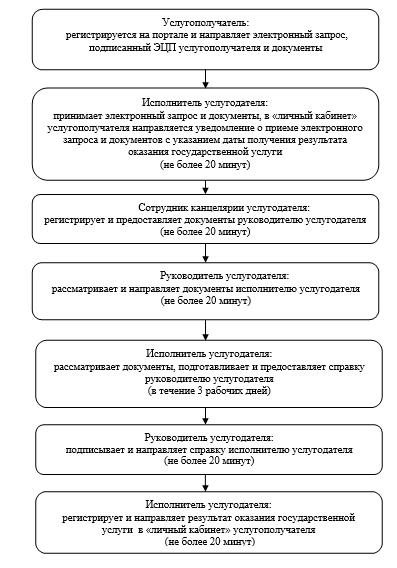 Услугополучатель:
регистрируется на портале и направляет электронный запрос,
подписанный ЭЦП услугополучателя и документы
Исполнитель услугодателя:
принимает электронный запрос и документы, в «личный кабинет»
услугополучателя направляется уведомление о приеме электронного
запроса и документов с указанием даты получения результата
оказания государственной услуги
(не более 20 минут)
Сотрудник канцелярии услугодателя:
регистрирует и предоставляет документы руководителю услугодателя
(не более 20 минут)
Руководитель услугодателя:
рассматривает и направляет документы исполнителю услугодателя
(не более 20 минут)
Исполнитель услугодателя:
рассматривает документы, подготавливает и предоставляет справку
руководителю услугодателя
(в течение 3 рабочих дней)
Руководитель услугодателя:
подписывает и направляет справку исполнителю услугодателя
(не более 20 минут)
Исполнитель услугодателя:
регистрирует и направляет результат оказания государственной
услуги в «личный кабинет» услугополучателя
(не более 20 минут)